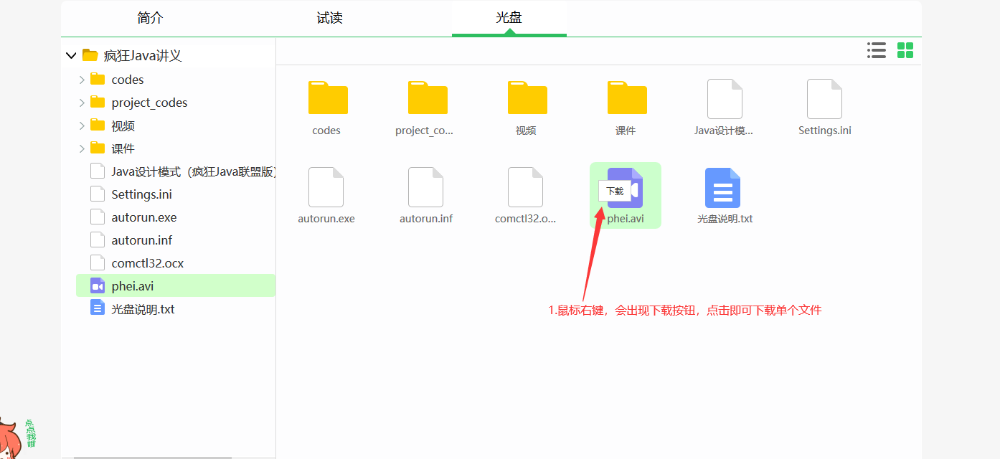 简介 试读 光盘
疯狂Java讲义
codes
project_codes
视频
课件
Java设计模式（疯狂Java联盟版）
Settings.ini
autorun.exe
autorun.inf
comctl32.ocx
phei.avi
光盘说明.txt
codes project_co... 视频 课件 Java设计模... Settings.ini
下载
autorun.exe autorun.inf comctl32.o... phei.avi 光盘说明.txt
1.鼠标右键，会出现下载按钮，点击即可下载单个文件
点点我哦